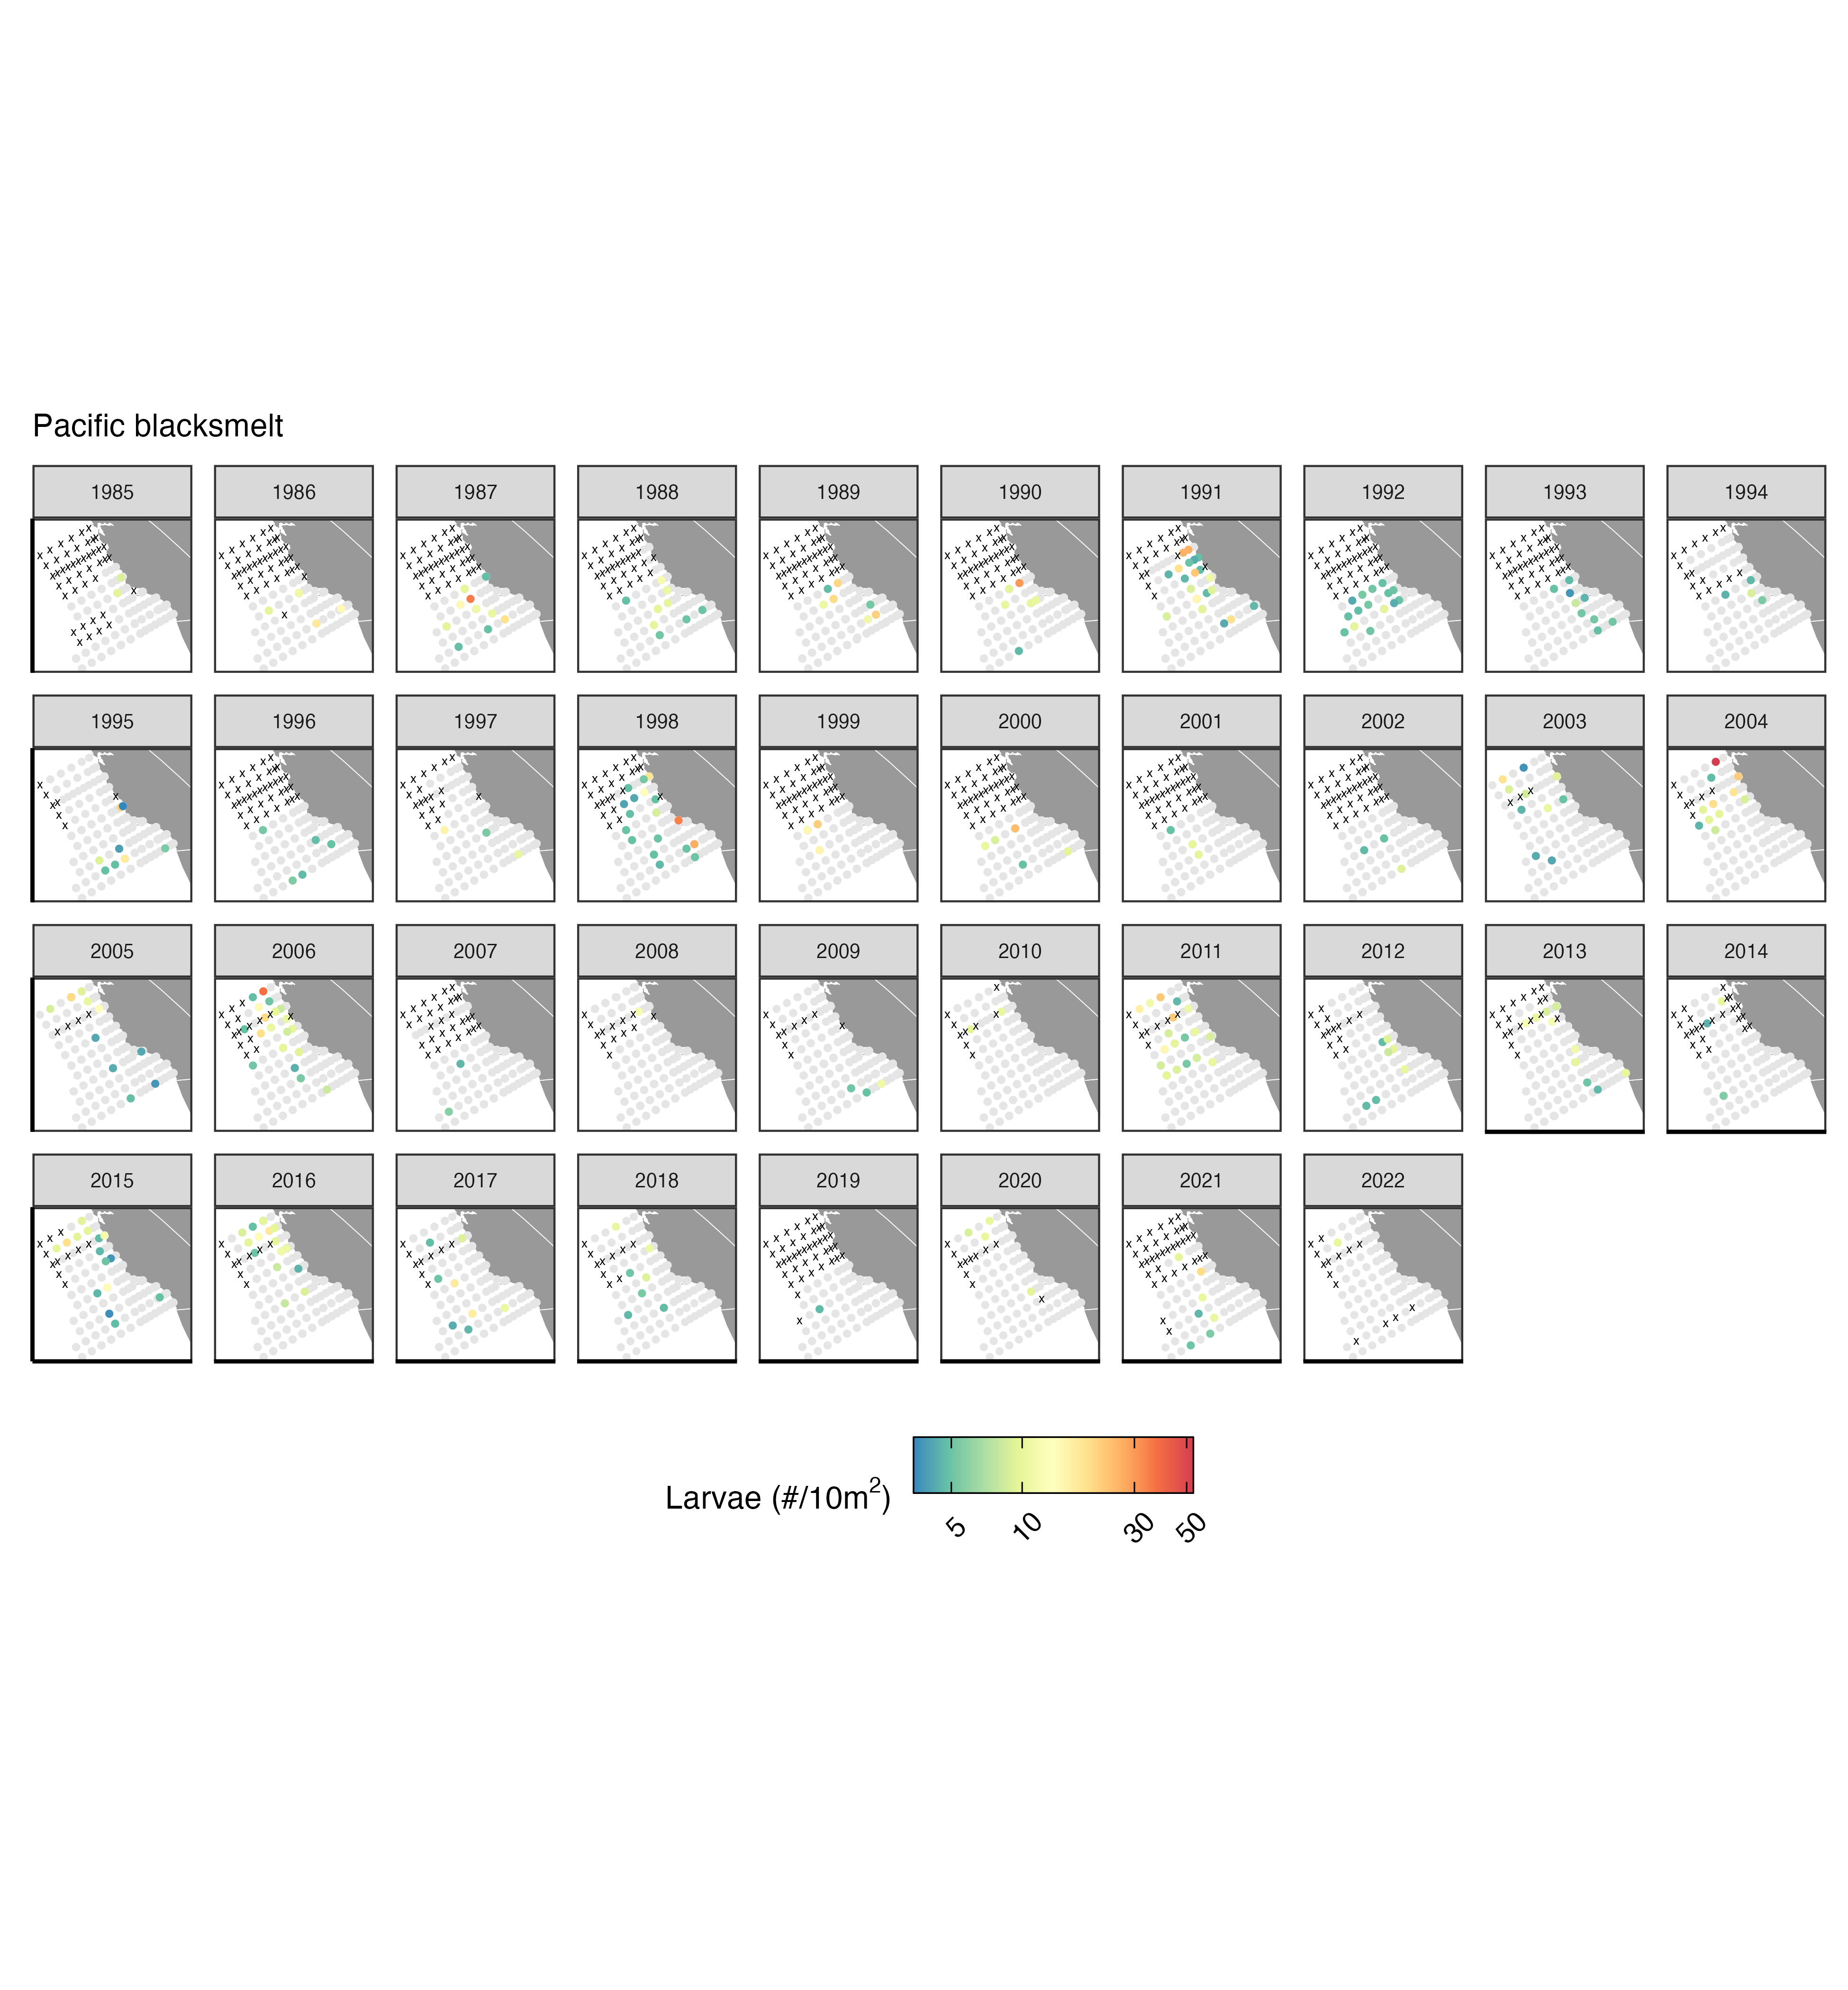 Pacific blacksmelt
1985 1986 1987 1988 1989 1990 1991 1992 1993 1994
1995 1996 1997 1998 1999 2000 2001 2002 2003 2004
2005 2006 2007 2008 2009 2010 2011 2012 2013 2014
2015 2016 2017 2018 2019 2020 2021 2022
Larvae (#/10m²)
5 10 30 50